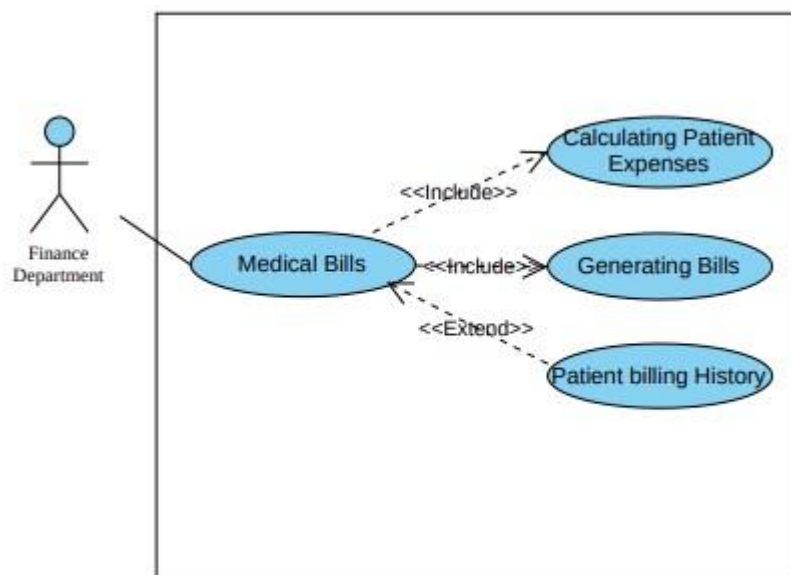 Calculating Patient
Expenses
<<Include>>
Finance
Department
Medical Bills
<<Include>>
Generating Bills
<<Extend>>
Patient billing History